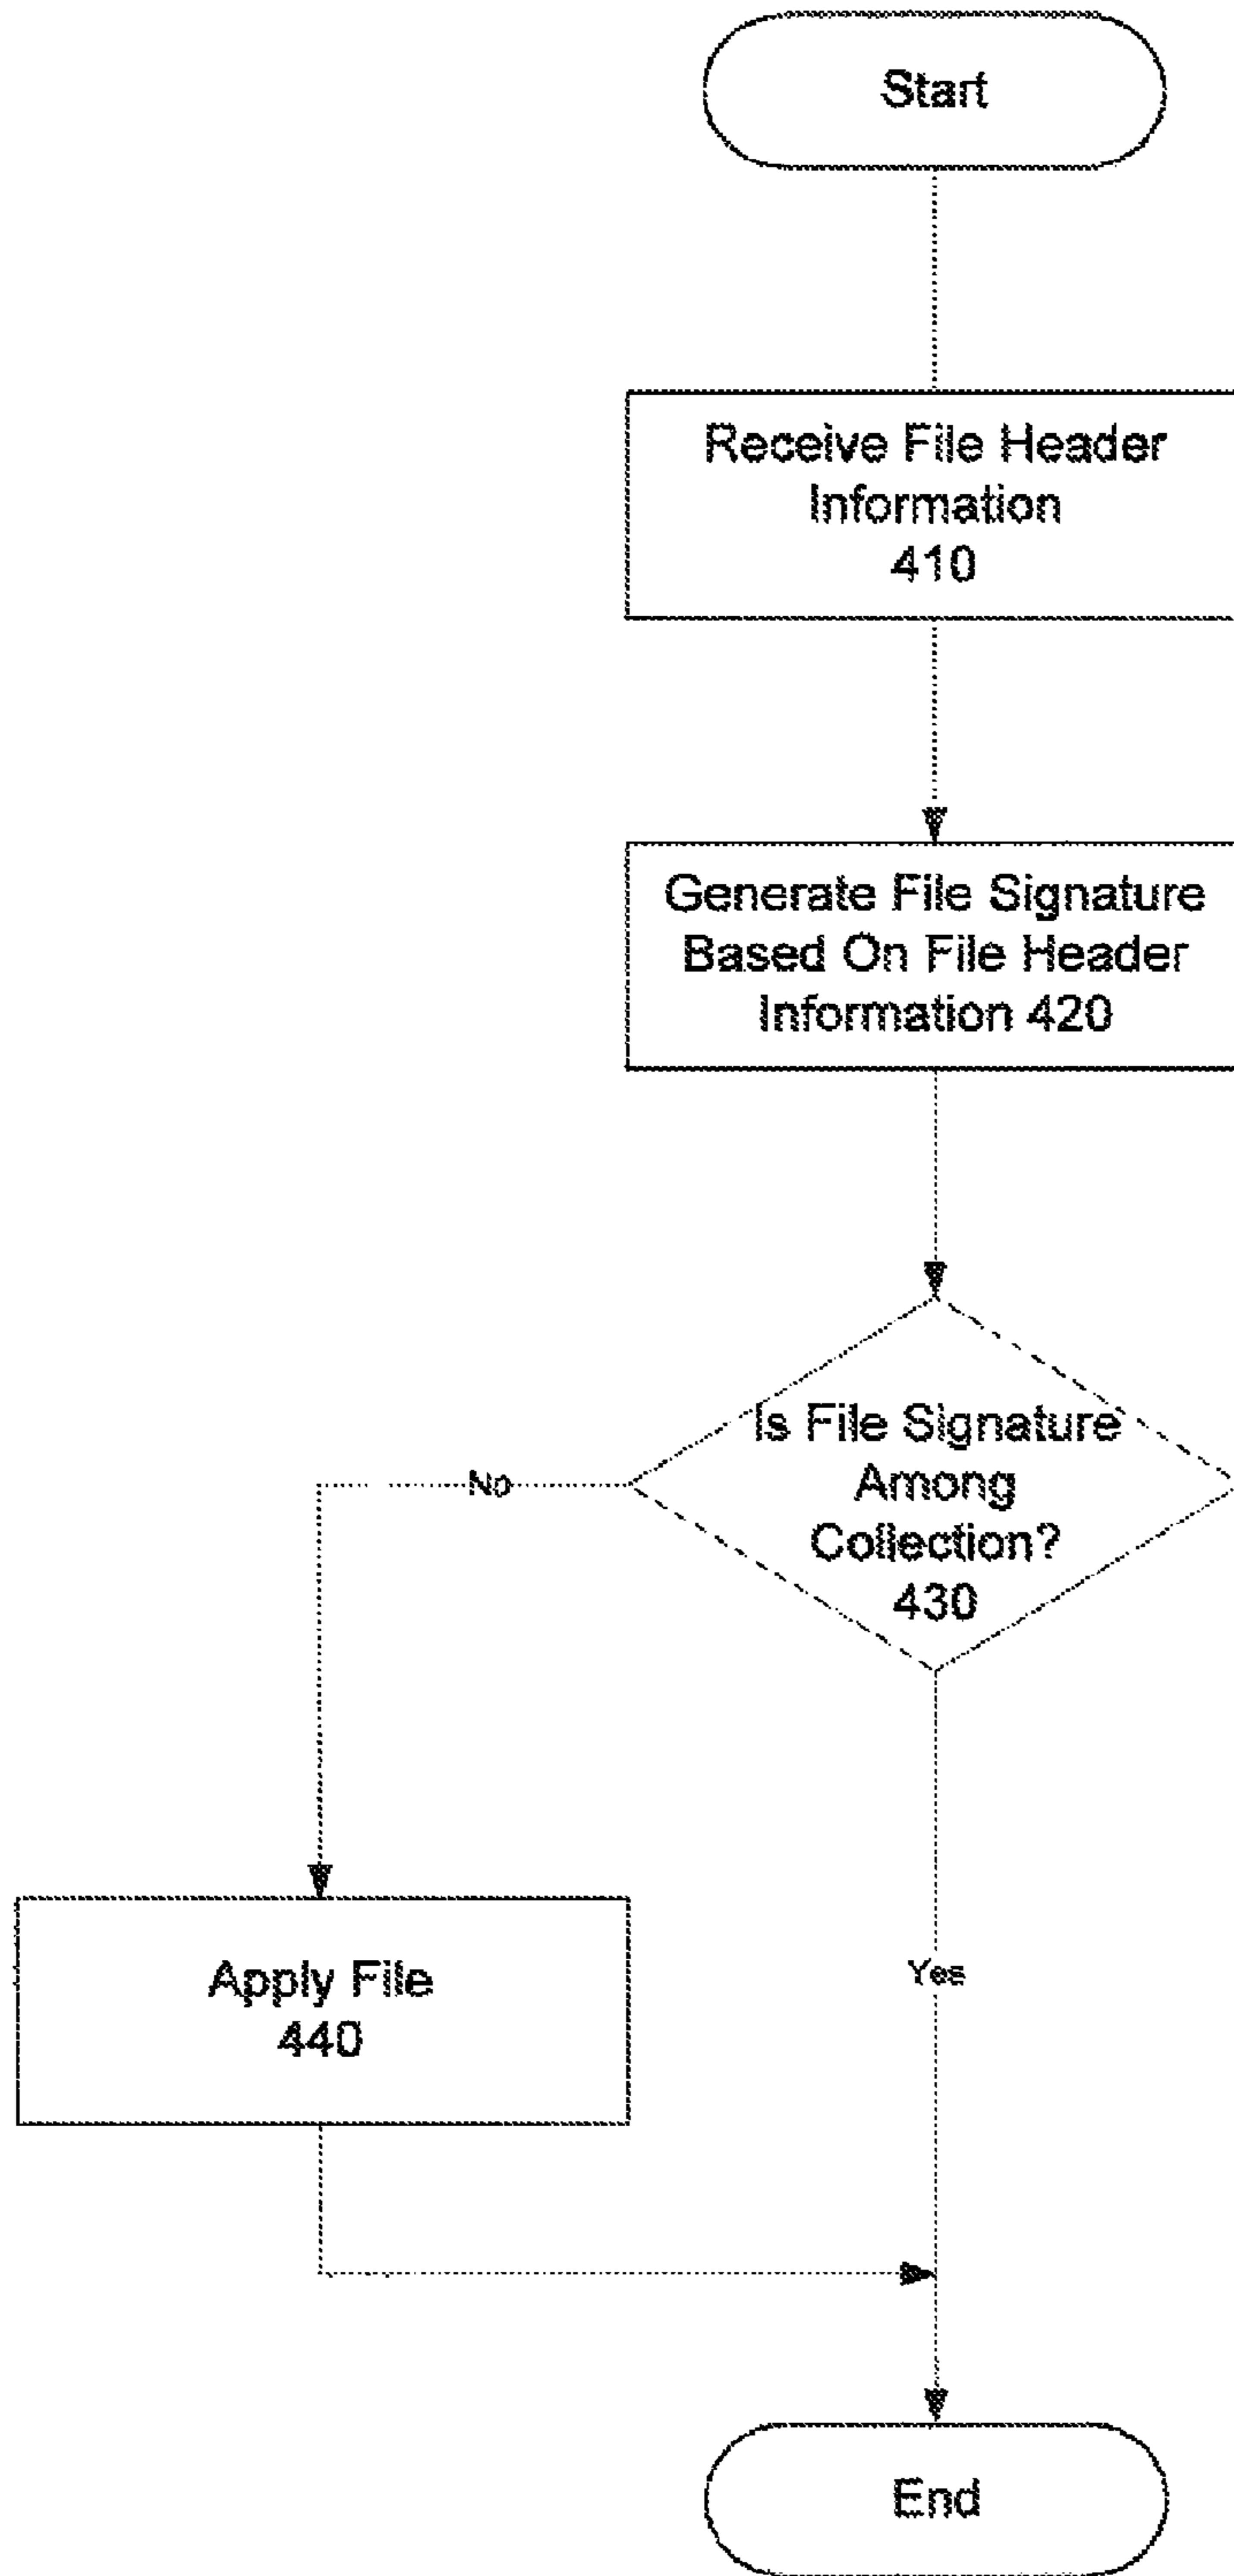 Start
Receive File Header
Information
410
Generate File Signature
Based On File Header
Information 420
Is File Signature
Among
Collection?
430
No
Apply File
440
Yes
End